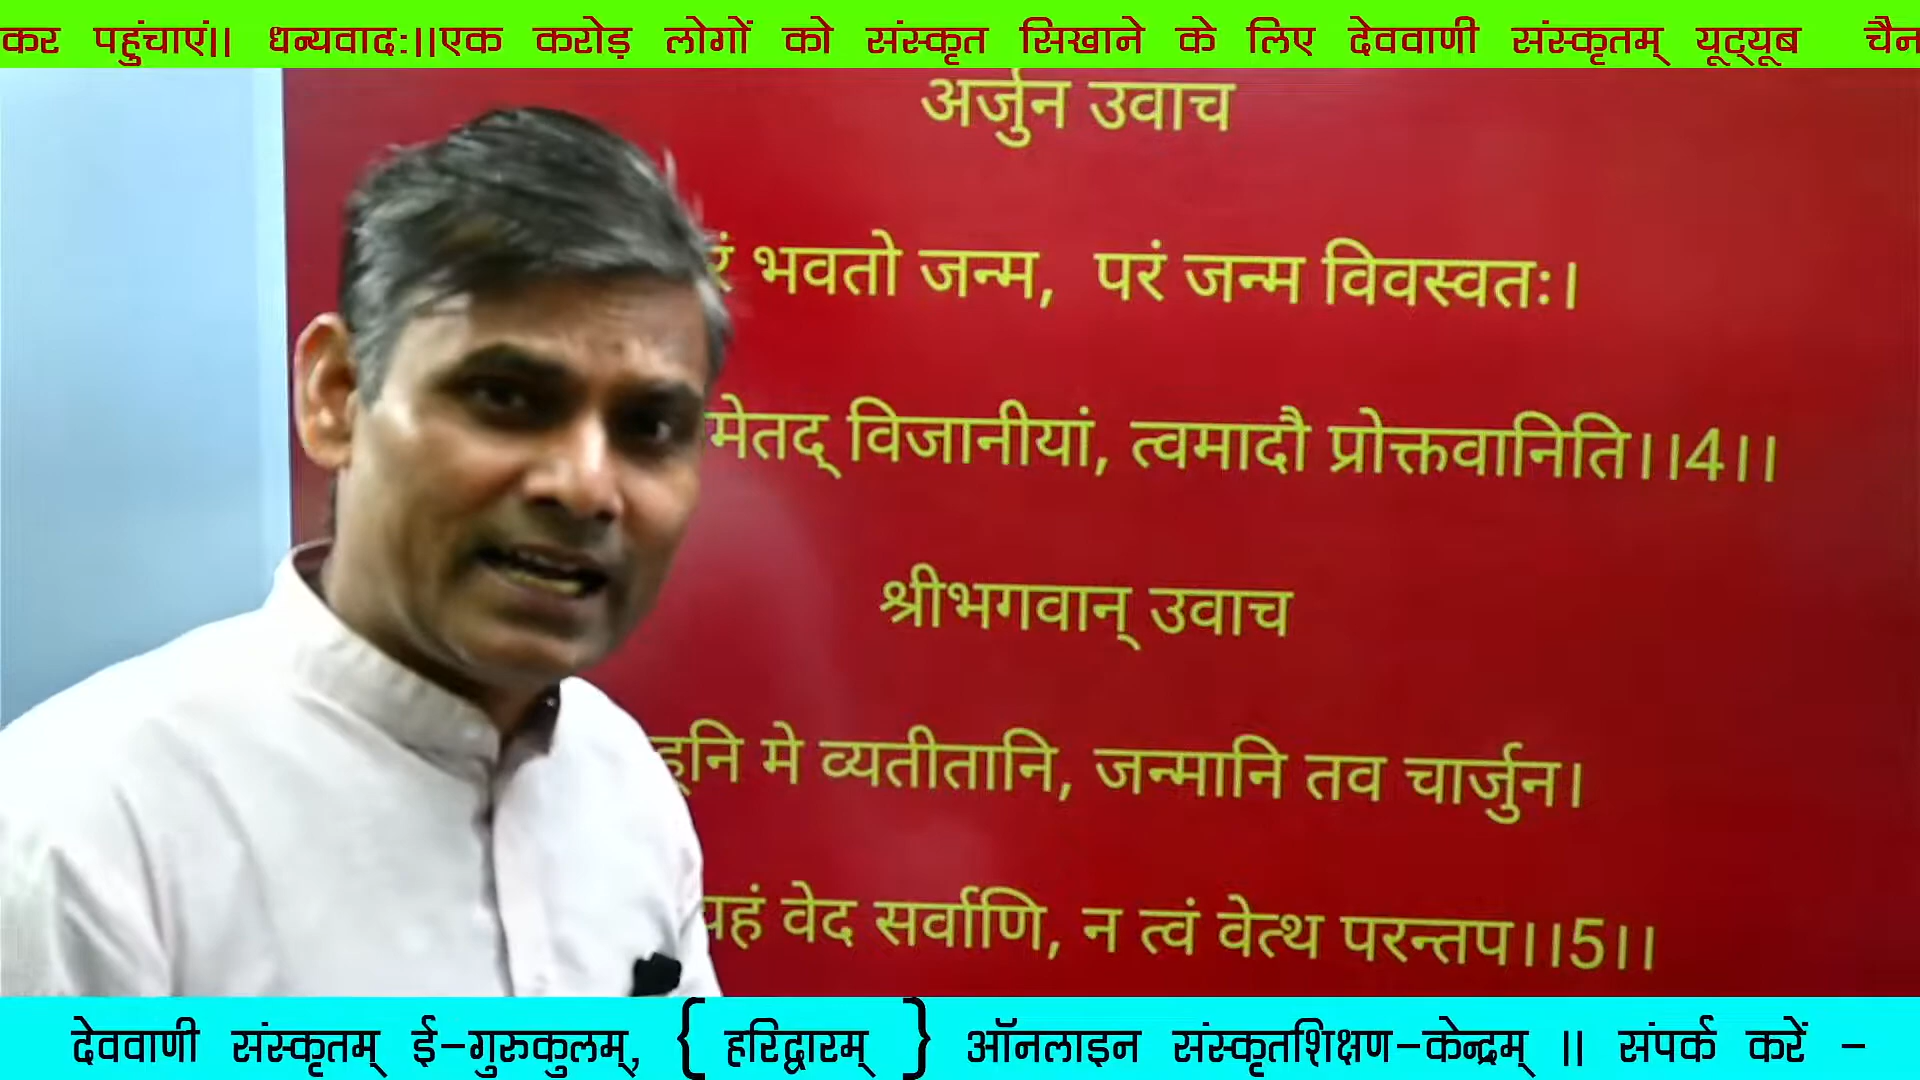 कर पहुंचाएं॥ धन्यवादः॥एक करोड़ लोगों को संस्कृत सिखाने के लिए देववाणी संस्कृतम् यूट्यूब चैन
अर्जुन उवाच
भवतो जन्म, परं जन्म विवस्वतः।
मेतद् विजानीयां, त्वमादौ प्रोक्तवानिति।।4।।
श्रीभगवान् उवाच
मे व्यतीतानि, जन्मानि तव चार्जुन।
वेद सर्वाणि, न त्वं वेत्थ परन्तप।।5।।
देववाणी संस्कृतम् ई-गुरुकुलम्, { हरिद्वारम् } ऑनलाइन संस्कृतशिक्षण-केन्द्रम् ॥ संपर्क करें -